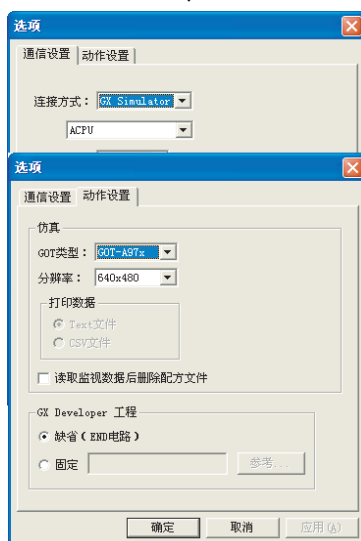 选项
通信设置 动作设置
连接方式： GX Simulator
ACPU
选项
通信设置 动作设置
仿真
GOT类型： GOT-A97x
分辨率： 640x480
打印数据
Text文件
CSV文件
读取监视数据后删除配方文件
GX Developer 工程
缺省(END电路)
固定 参考...
确定 取消 应用(A)